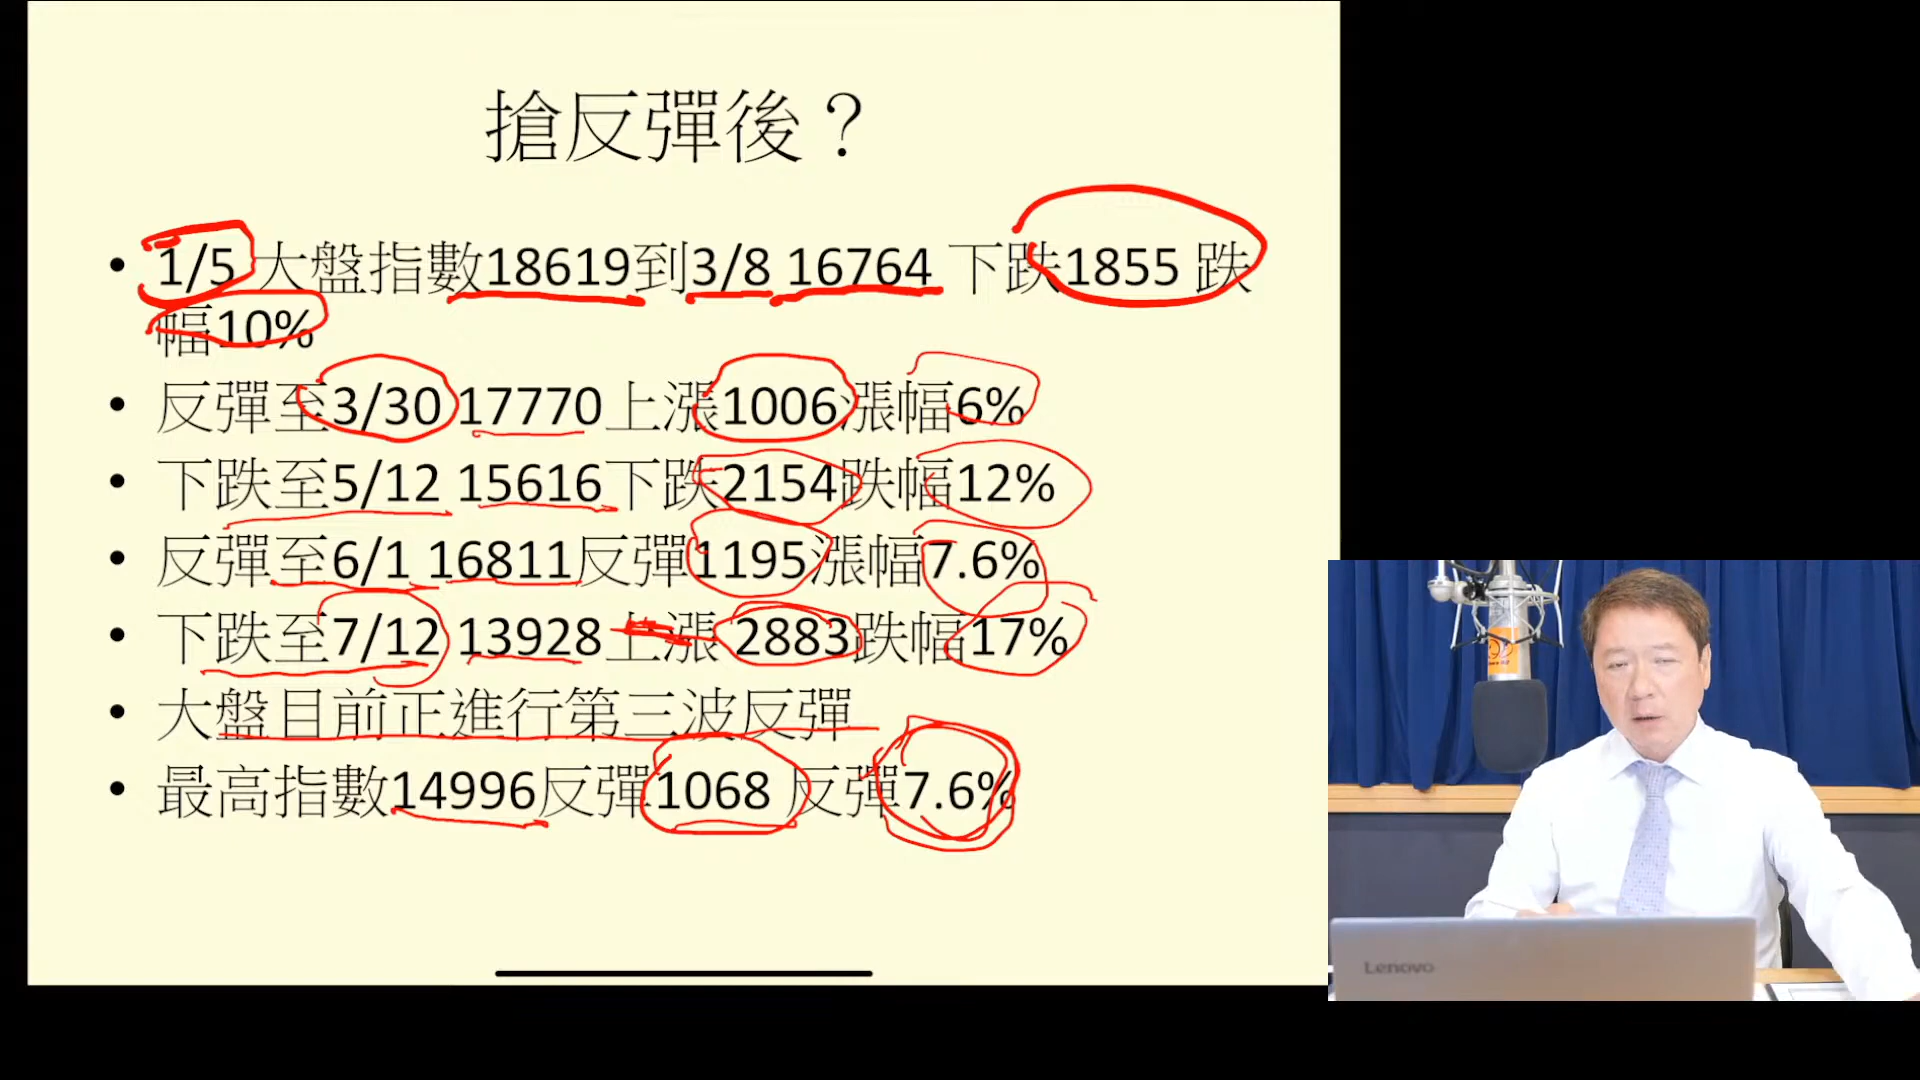 搶反彈後？
• 1/5 大盤指數18619到3/8 16764 下跌1855 跌
幅10%
• 反彈至3/30 17770上漲1006漲幅6%
• 下跌至5/12 15616下跌2154跌幅12%
• 反彈至6/1 16811反彈1195漲幅7.6%
• 下跌至7/12 13928 上漲 2883跌幅17%
• 大盤目前正進行第三波反彈
• 最高指數14996反彈1068 反彈7.6%
Lenovo